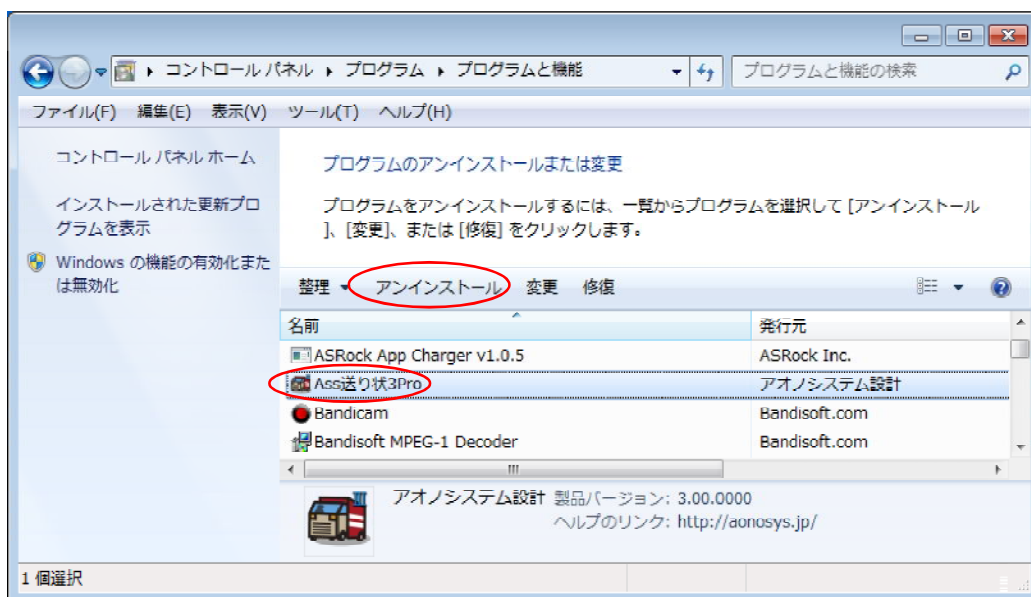 コントロール パネル ▸ プログラム ▸ プログラムと機能
プログラムと機能の検索
ファイル(F) 編集(E) 表示(V) ツール(T) ヘルプ(H)
コントロール パネル ホーム
インストールされた更新プロ
グラムを表示
Windows の機能の有効化また
は無効化
プログラムのアンインストールまたは変更
プログラムをアンインストールするには、一覧からプログラムを選択して [アンインストール
]、[変更]、または [修復] をクリックします。
整理 アンインストール 変更 修復
名前 発行元
ASRock App Charger v1.0.5 ASRock Inc.
Ass送り状3Pro アオノシステム設計
Bandicam Bandisoft.com
Bandisoft MPEG-1 Decoder Bandisoft.com
アオノシステム設計 製品バージョン: 3.00.0000
ヘルプのリンク: http://aonosys.jp/
1 個選択